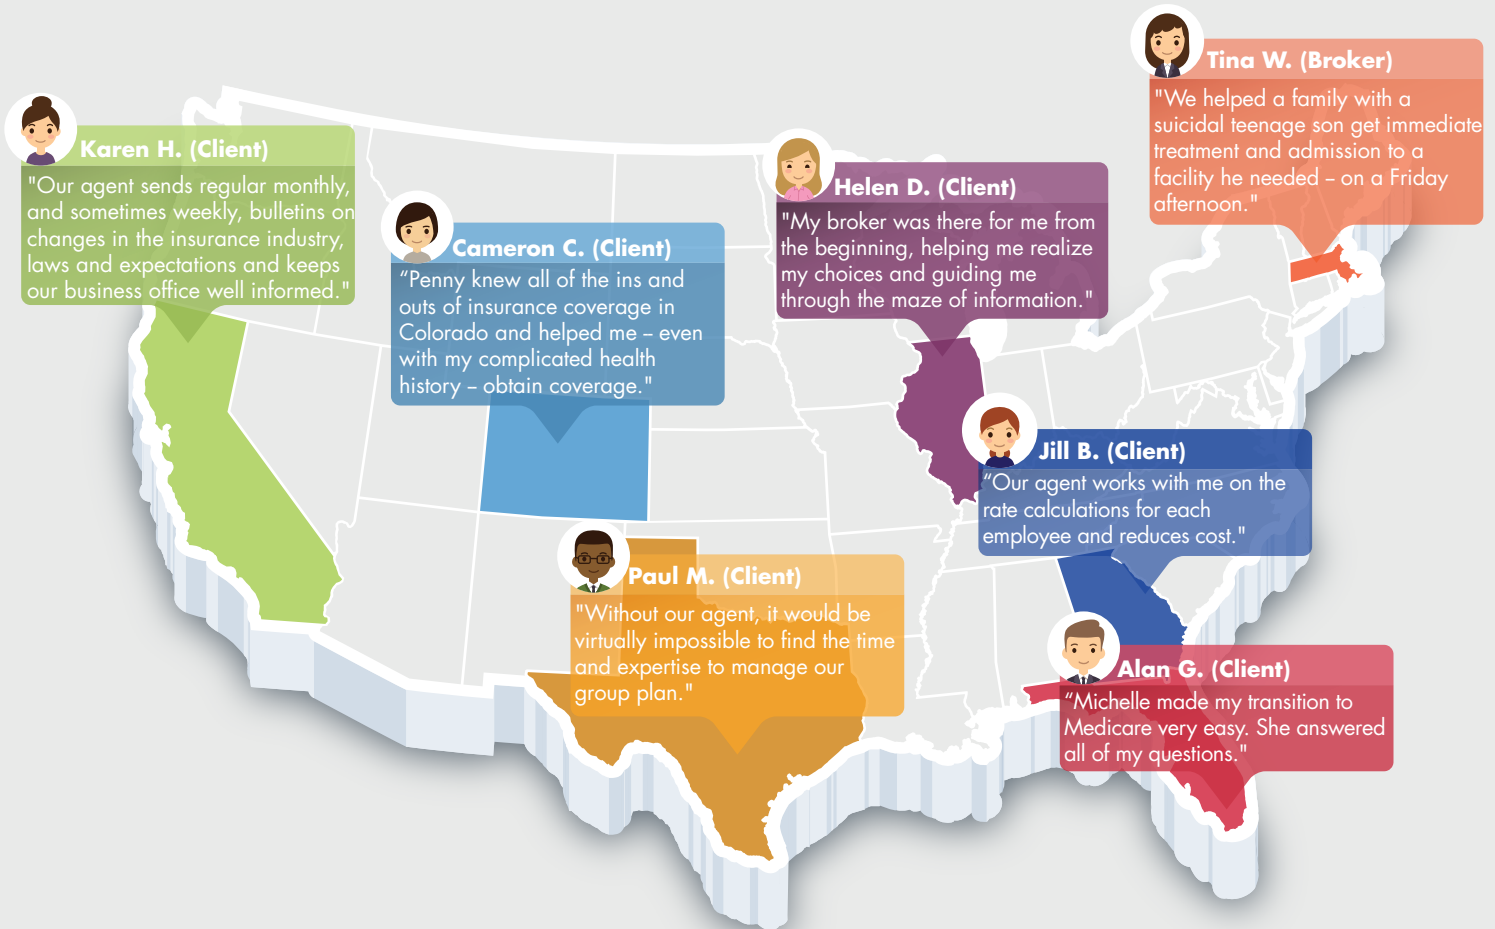 Tina W. (Broker)
"We helped a family with a
suicidal teenage son get immediate
treatment and admission to a
facility he needed – on a Friday
afternoon."
Karen H. (Client)
"Our agent sends regular monthly,
and sometimes weekly, bulletins on
changes in the insurance industry,
laws and expectations and keeps
our business office well informed."
Helen D. (Client)
"My broker was there for me from
the beginning, helping me realize
my choices and guiding me
through the maze of information."
Cameron C. (Client)
“Penny knew all of the ins and
outs of insurance coverage in
Colorado and helped me – even
with my complicated health
history – obtain coverage."
Jill B. (Client)
“Our agent works with me on the
rate calculations for each
employee and reduces cost."
Paul M. (Client)
"Without our agent, it would be
virtually impossible to find the time
and expertise to manage our
group plan."
Alan G. (Client)
“Michelle made my transition to
Medicare very easy. She answered
all of my questions."